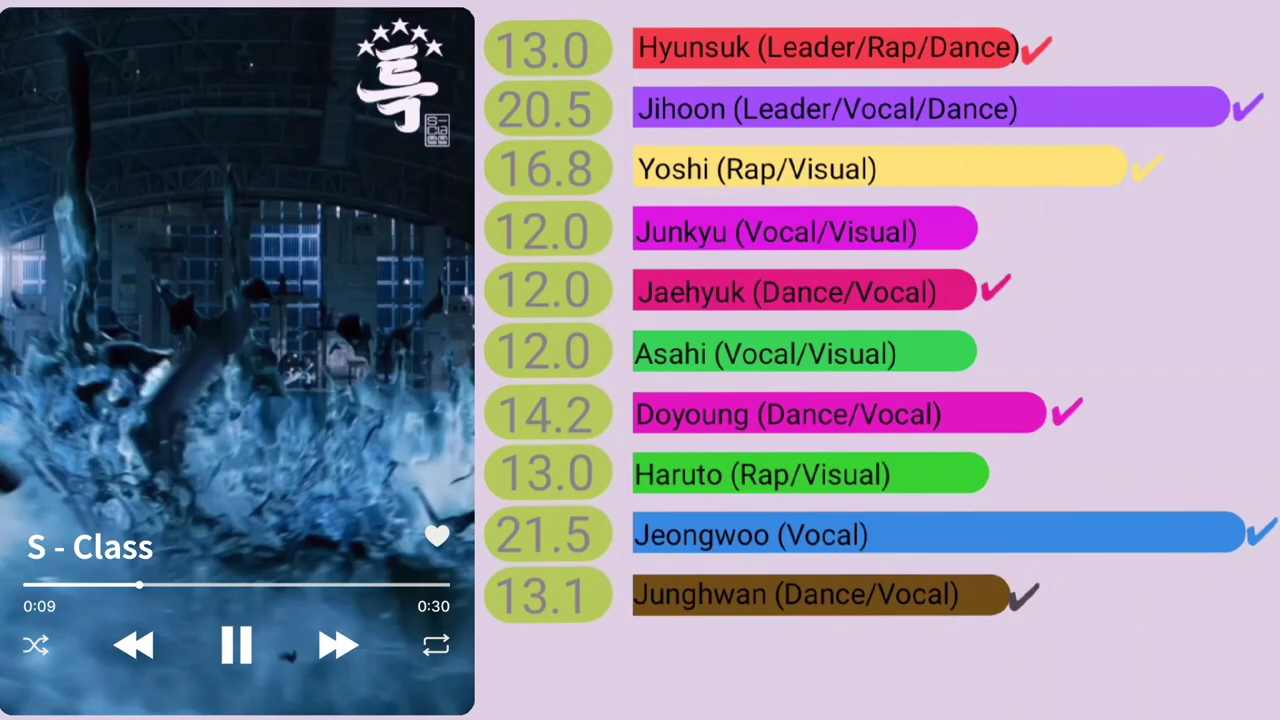 특
S-Class
S - Class
0:09
0:30
13.0 Hyunsuk (Leader/Rap/Dance)
20.5 Jihoon (Leader/Vocal/Dance)
16.8 Yoshi (Rap/Visual)
12.0 Junkyu (Vocal/Visual)
12.0 Jaehyuk (Dance/Vocal)
12.0 Asahi (Vocal/Visual)
14.2 Doyoung (Dance/Vocal)
13.0 Haruto (Rap/Visual)
21.5 Jeongwoo (Vocal)
13.1 Junghwan (Dance/Vocal)